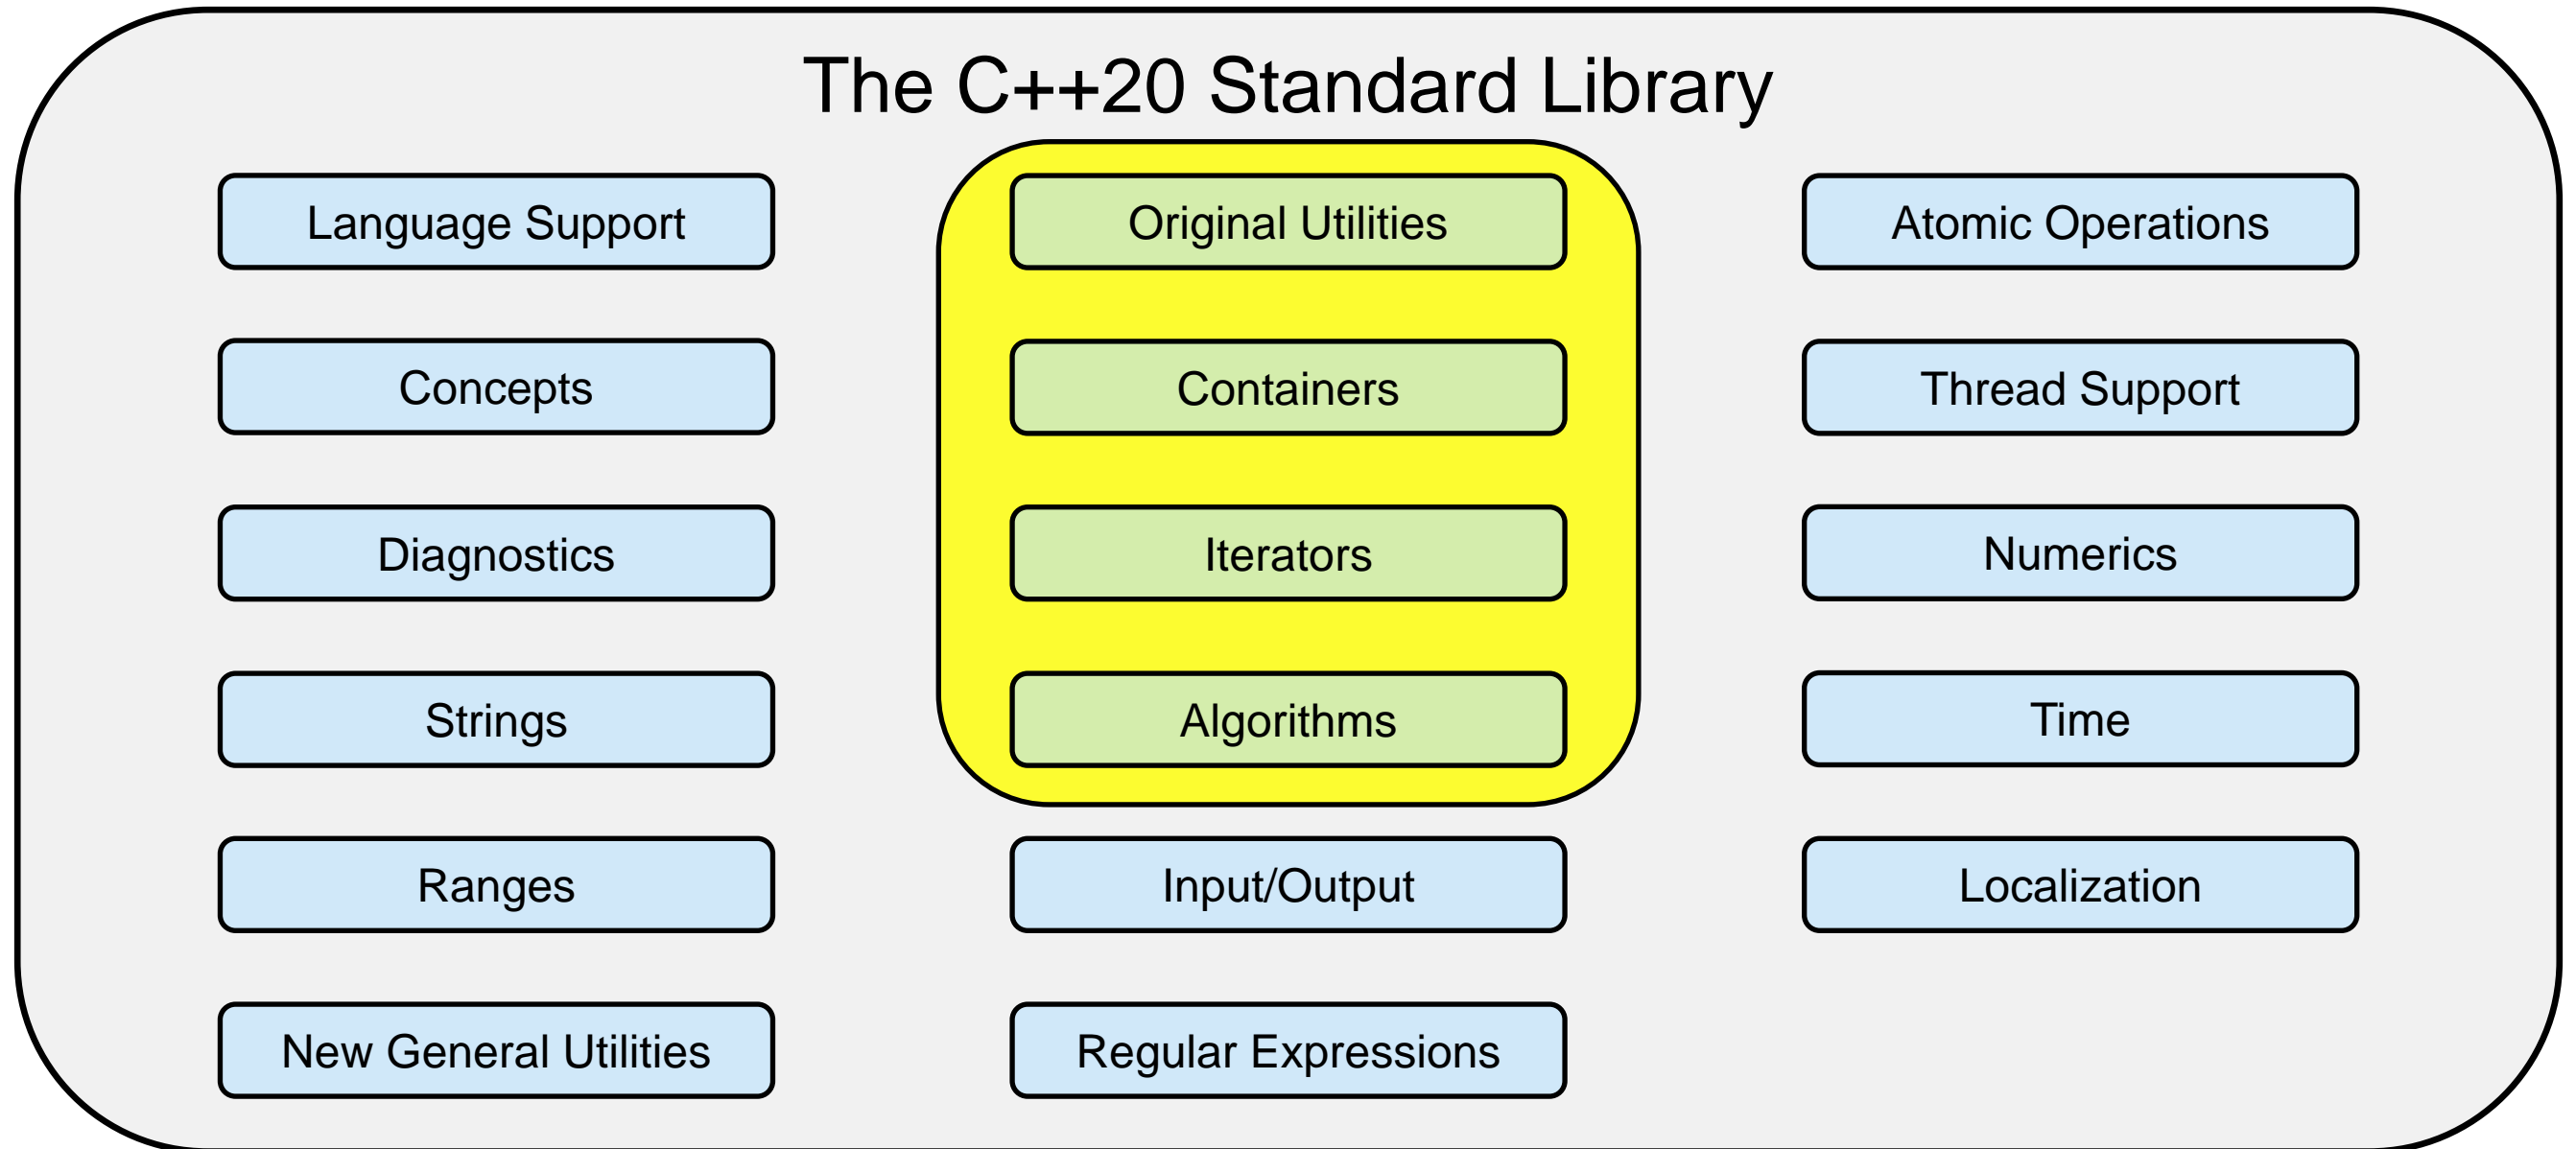 The C++20 Standard Library
Language Support
Original Utilities
Atomic Operations
Concepts
Containers
Thread Support
Diagnostics
Iterators
Numerics
Strings
Algorithms
Time
Ranges
Input/Output
Localization
New General Utilities
Regular Expressions